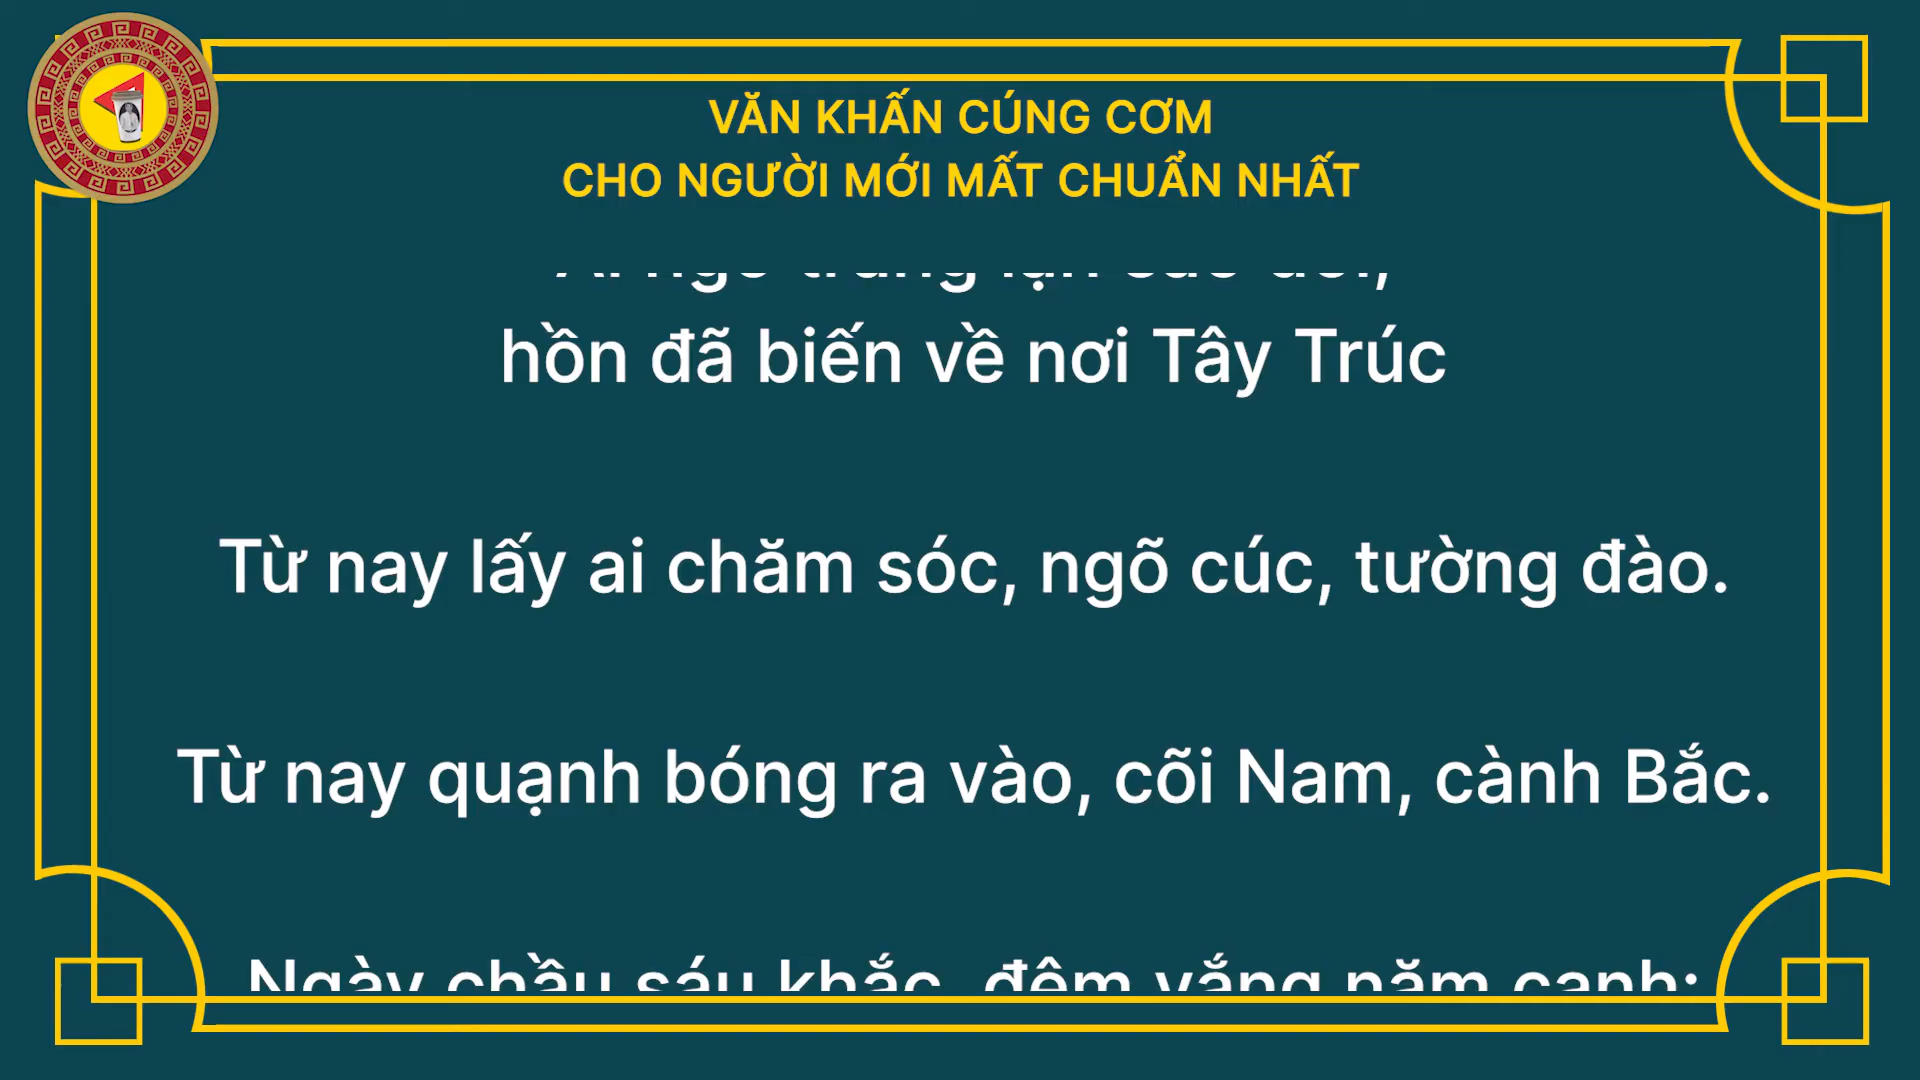 VĂN KHẤN CÚNG CƠM
CHO NGƯỜI MỚI MẤT CHUẨN NHẤT
hồn đã biến về nơi Tây Trúc
Từ nay lấy ai chăm sóc, ngõ cúc, tường đào.
Từ nay quạnh bóng ra vào, cõi Nam, cành Bắc.
Ngày chầu sáu khắc, đêm vắng năm canh;